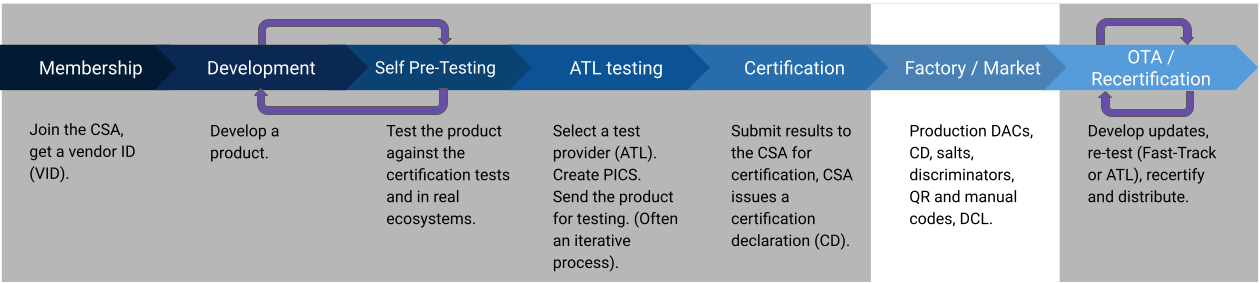 Membership
Development
Self Pre-Testing
ATL testing
Certification
Factory / Market
OTA /
Recertification
Join the CSA,
get a vendor ID
(VID).
Develop a
product.
Test the product
against the
certification tests
and in real
ecosystems.
Select a test
provider (ATL).
Create PICS.
Send the product
for testing. (Often
an iterative
process).
Submit results to
the CSA for
certification, CSA
issues a
certification
declaration (CD).
Production DACs,
CD, salts,
discriminators,
QR and manual
codes, DCL.
Develop updates,
re-test (Fast-Track
or ATL), recertify
and distribute.